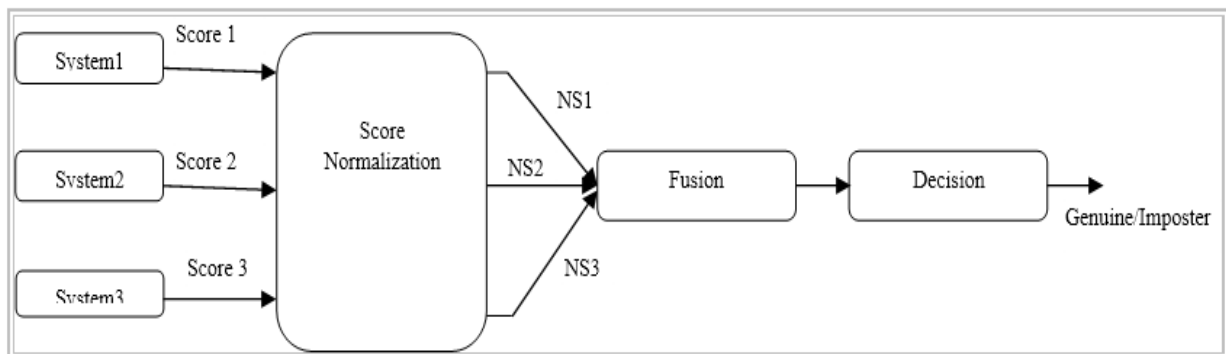 Score 1
System1
NS1
Score
Normalization
Score 2
System2
NS2
Fusion
Decision
Genuine/Imposter
Score 3
System3
NS3